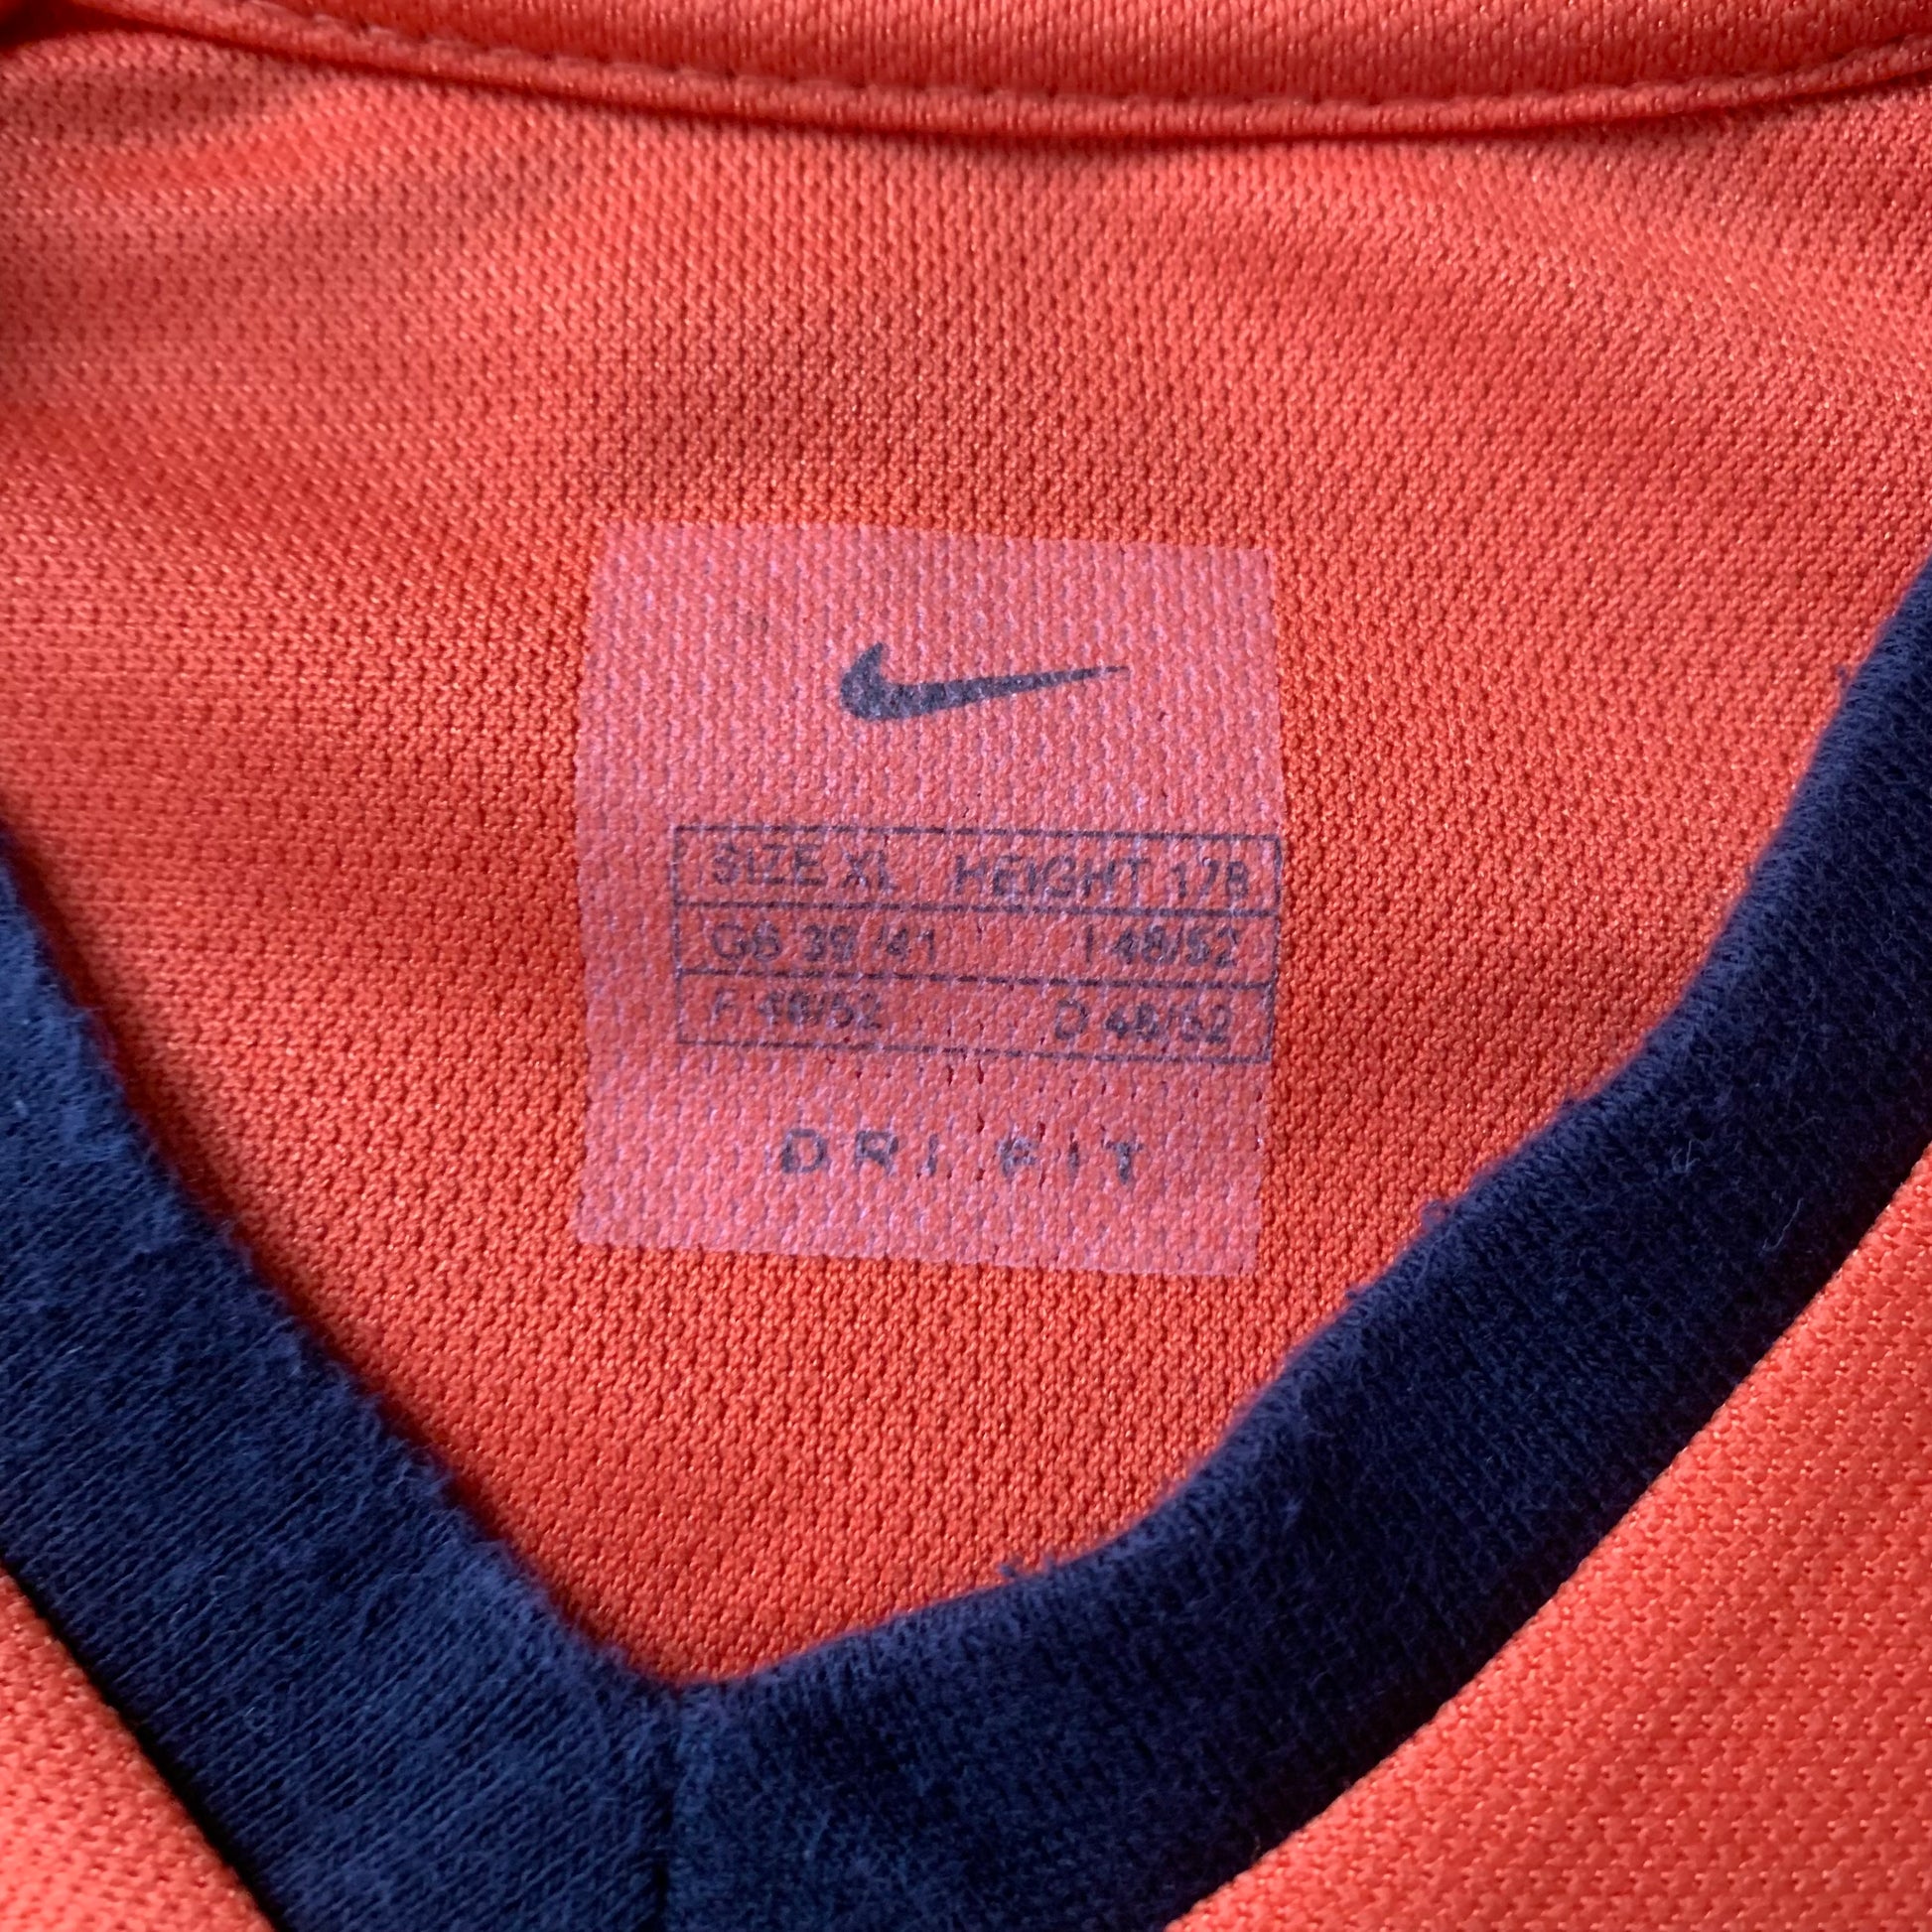 SIZE XL HEIGHT 178
GB 39/41 I 48/52
F 48/52 D 48/52
DRI FIT